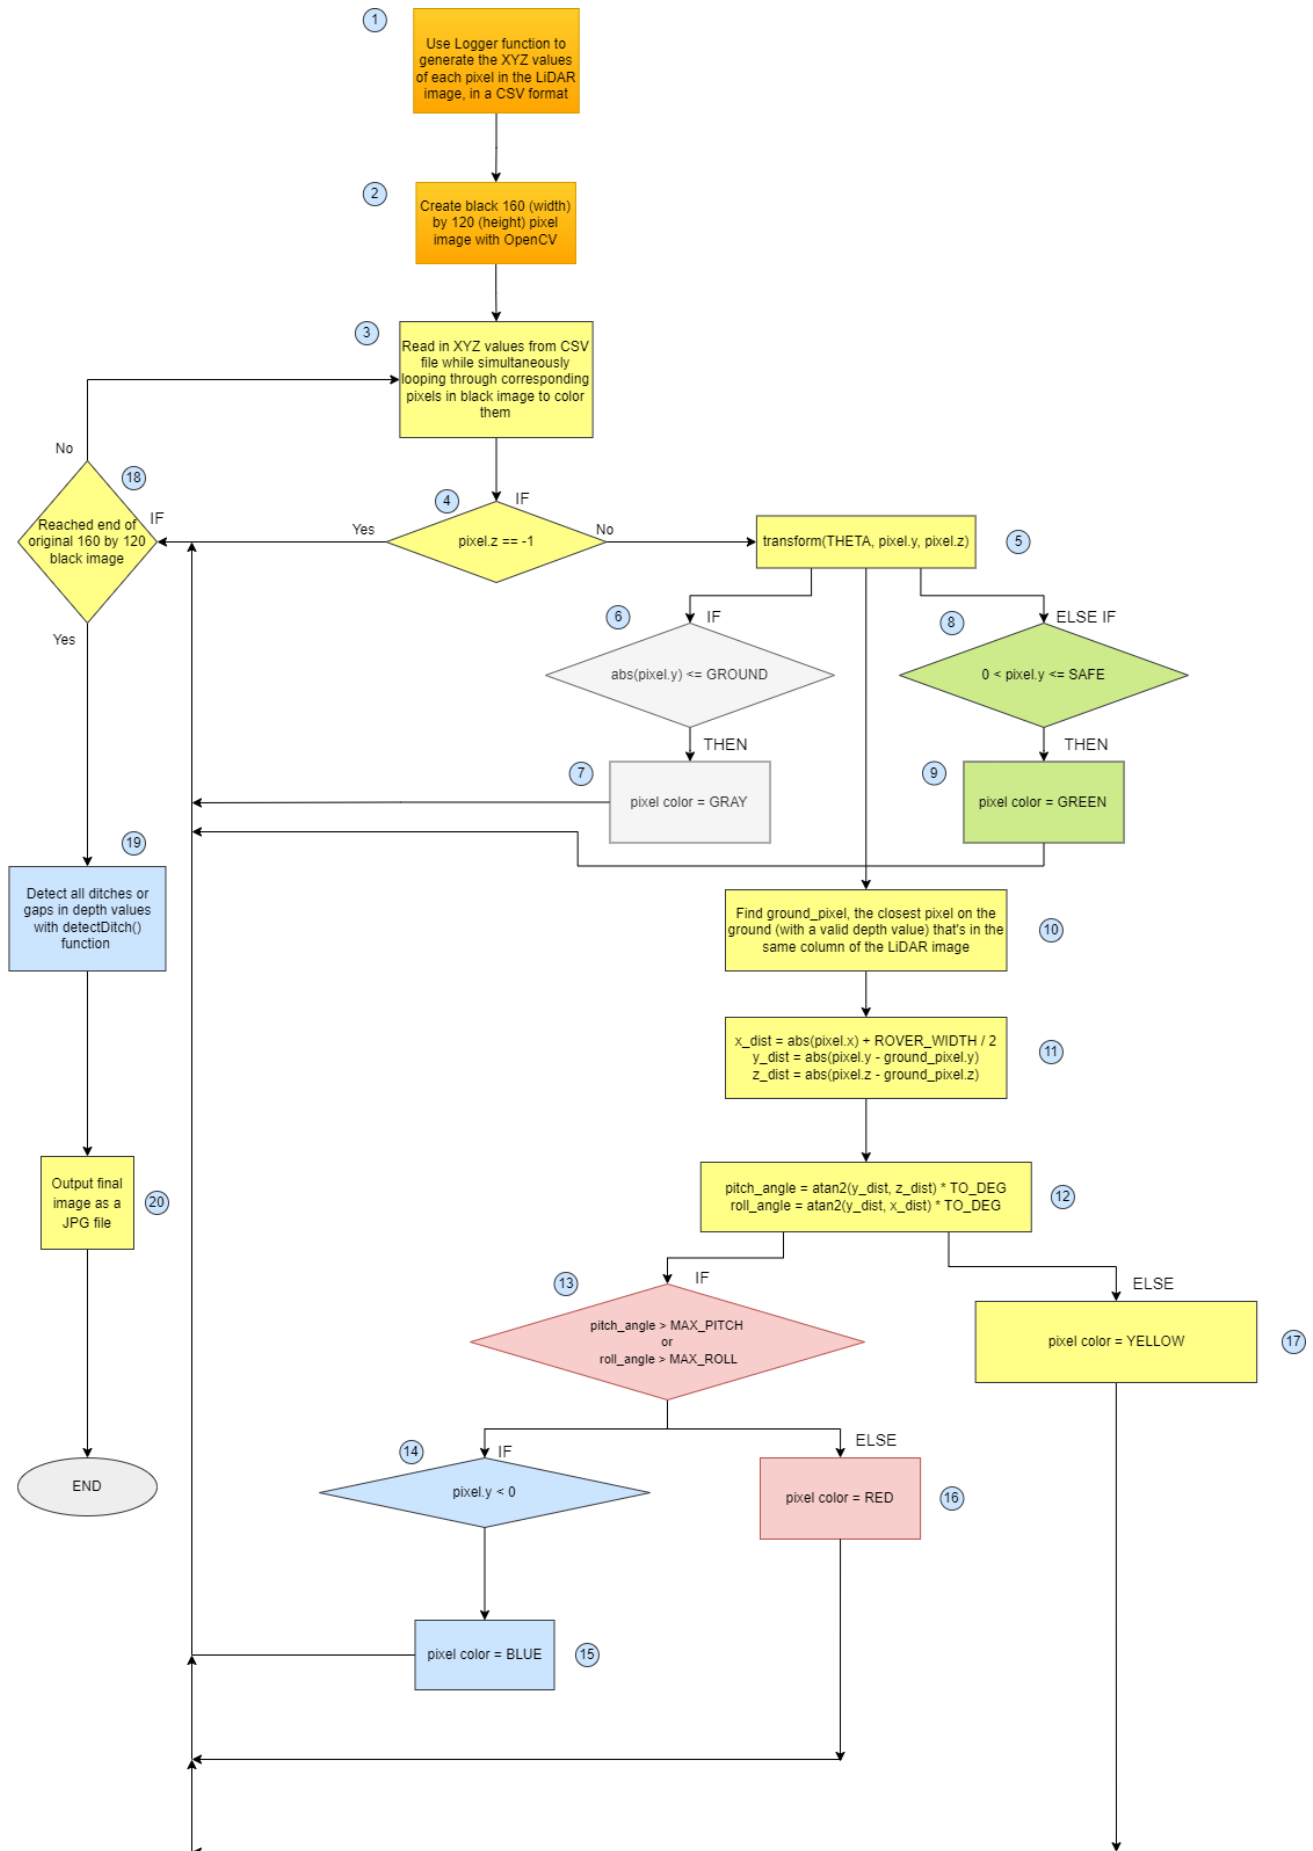 1
Use Logger function to
generate the XYZ values
of each pixel in the LiDAR
image, in a CSV format
2
Create black 160 (width)
by 120 (height) pixel
image with OpenCV
3
Read in XYZ values from CSV
file while simultaneously
looping through corresponding
pixels in black image to color
them
No
18
Reached end of
original 160 by 120
black image
IF
Yes
4
IF
Yes
pixel.z == -1
No
transform(THETA, pixel.y, pixel.z)
5
6
IF
abs(pixel.y) <= GROUND
THEN
7
pixel color = GRAY
8
ELSE IF
0 < pixel.y <= SAFE
THEN
9
pixel color = GREEN
19
Detect all ditches or
gaps in depth values
with detectDitch()
function
Find ground_pixel, the closest pixel on the
ground (with a valid depth value) that's in the
same column of the LiDAR image
10
x_dist = abs(pixel.x) + ROVER_WIDTH / 2
y_dist = abs(pixel.y - ground_pixel.y)
z_dist = abs(pixel.z - ground_pixel.z)
11
pitch_angle = atan2(y_dist, z_dist) * TO_DEG
roll_angle = atan2(y_dist, x_dist) * TO_DEG
12
Output final
image as a
JPG file
20
13
IF
pitch_angle > MAX_PITCH
or
roll_angle > MAX_ROLL
ELSE
pixel color = YELLOW
17
14
IF
pixel.y < 0
ELSE
pixel color = RED
16
END
pixel color = BLUE
15